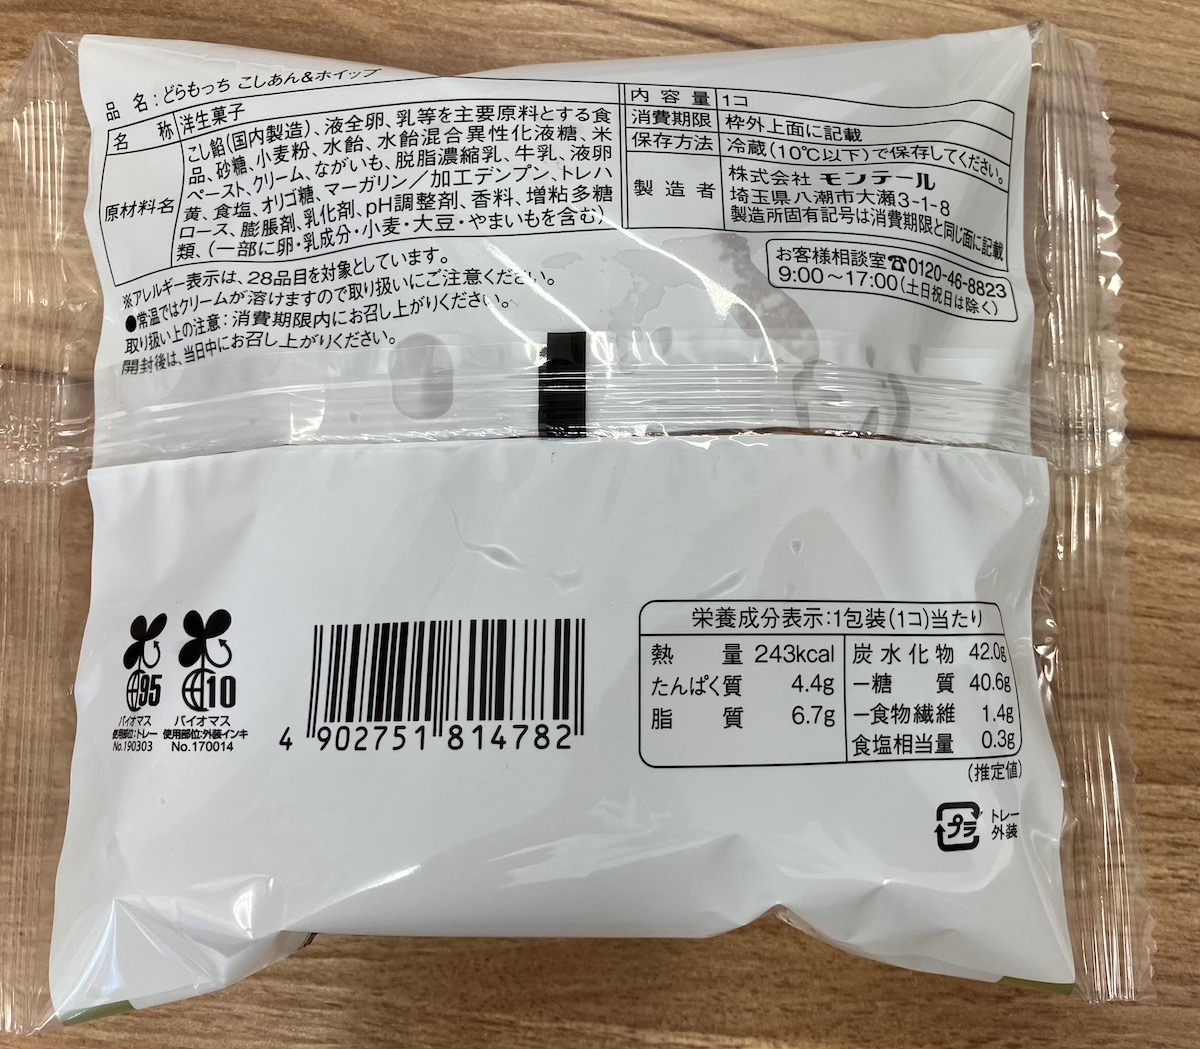 品名:どらもっち こしあん&ホイップ
名称 洋生菓子
原材料名
こし餡(国内製造)、液全卵、乳等を主要原料とする食
品、砂糖、小麦粉、水飴、水飴混合異性化液糖、米
ペースト、クリーム、ながいも、脱脂濃縮乳、牛乳、液卵
黄、食塩、オリゴ糖、マーガリン/加工デンプン、トレハ
ロース、膨脹剤、乳化剤、pH調整剤、香料、増粘多糖
類、(一部に卵・乳成分・小麦・大豆・やまいもを含む)
内容量 1コ
消費期限 枠外上面に記載
保存方法 冷蔵(10℃以下)で保存してください。
製造者
株式会社 モンテール
埼玉県八潮市大瀬3-1-8
製造所固有記号は消費期限と同じ面に記載
お客様相談室☎0120-46-8823
9:00~17:00(土日祝日は除く)
※アレルギー表示は、28品目を対象としています。
●常温ではクリームが溶けますので取り扱いにご注意ください。
取り扱い上の注意:消費期限内にお召し上がりください。
開封後は、当日中にお召し上がりください。
95
バイオマス
使用部位:トレー
No.190303
10
バイオマス
使用部位:外装インキ
No.170014
4 902751 814782
栄養成分表示:1包装(1コ)当たり
熱量 243kcal
たんぱく質 4.4g
脂質 6.7g
炭水化物 42.0g
-糖質 40.6g
-食物繊維 1.4g
食塩相当量 0.3g
(推定値)
プラ
トレー
外装